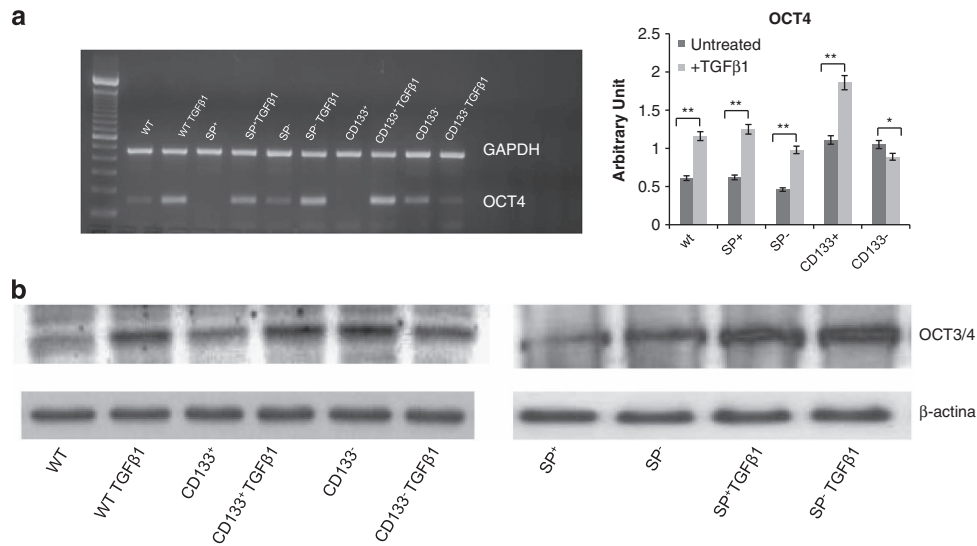 a
WT
WT TGFβ1
SP⁺
SP⁺TGFβ1
SP⁻
SP⁻ TGFβ1
CD133⁺
CD133⁺ TGFβ1
CD133⁻
CD133⁻ TGFβ1
GAPDH
OCT4
OCT4
Untreated
+TGFβ1
Arbitrary Unit
2.5
2
1.5
1
0.5
0
**
**
**
**
*
wt
SP+
SP-
CD133+
CD133-
b
OCT3/4
β-actina
WT
WT TGFβ1
CD133⁺
CD133⁺ TGFβ1
CD133⁻
CD133⁻ TGFβ1
SP⁺
SP⁻
SP⁺TGFβ1
SP⁻ TGFβ1